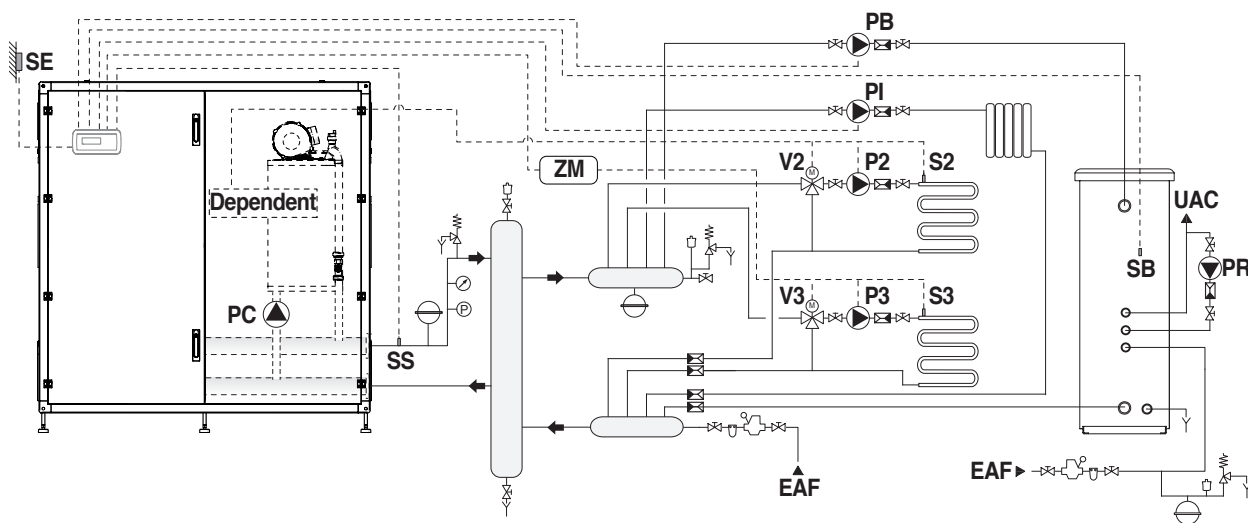 PB
SE
PI
ZM
V2
M
P2
S2
Dependent
UAC
SB
PR
PC
P
SS
V3
M
P3
S3
EAF
EAF